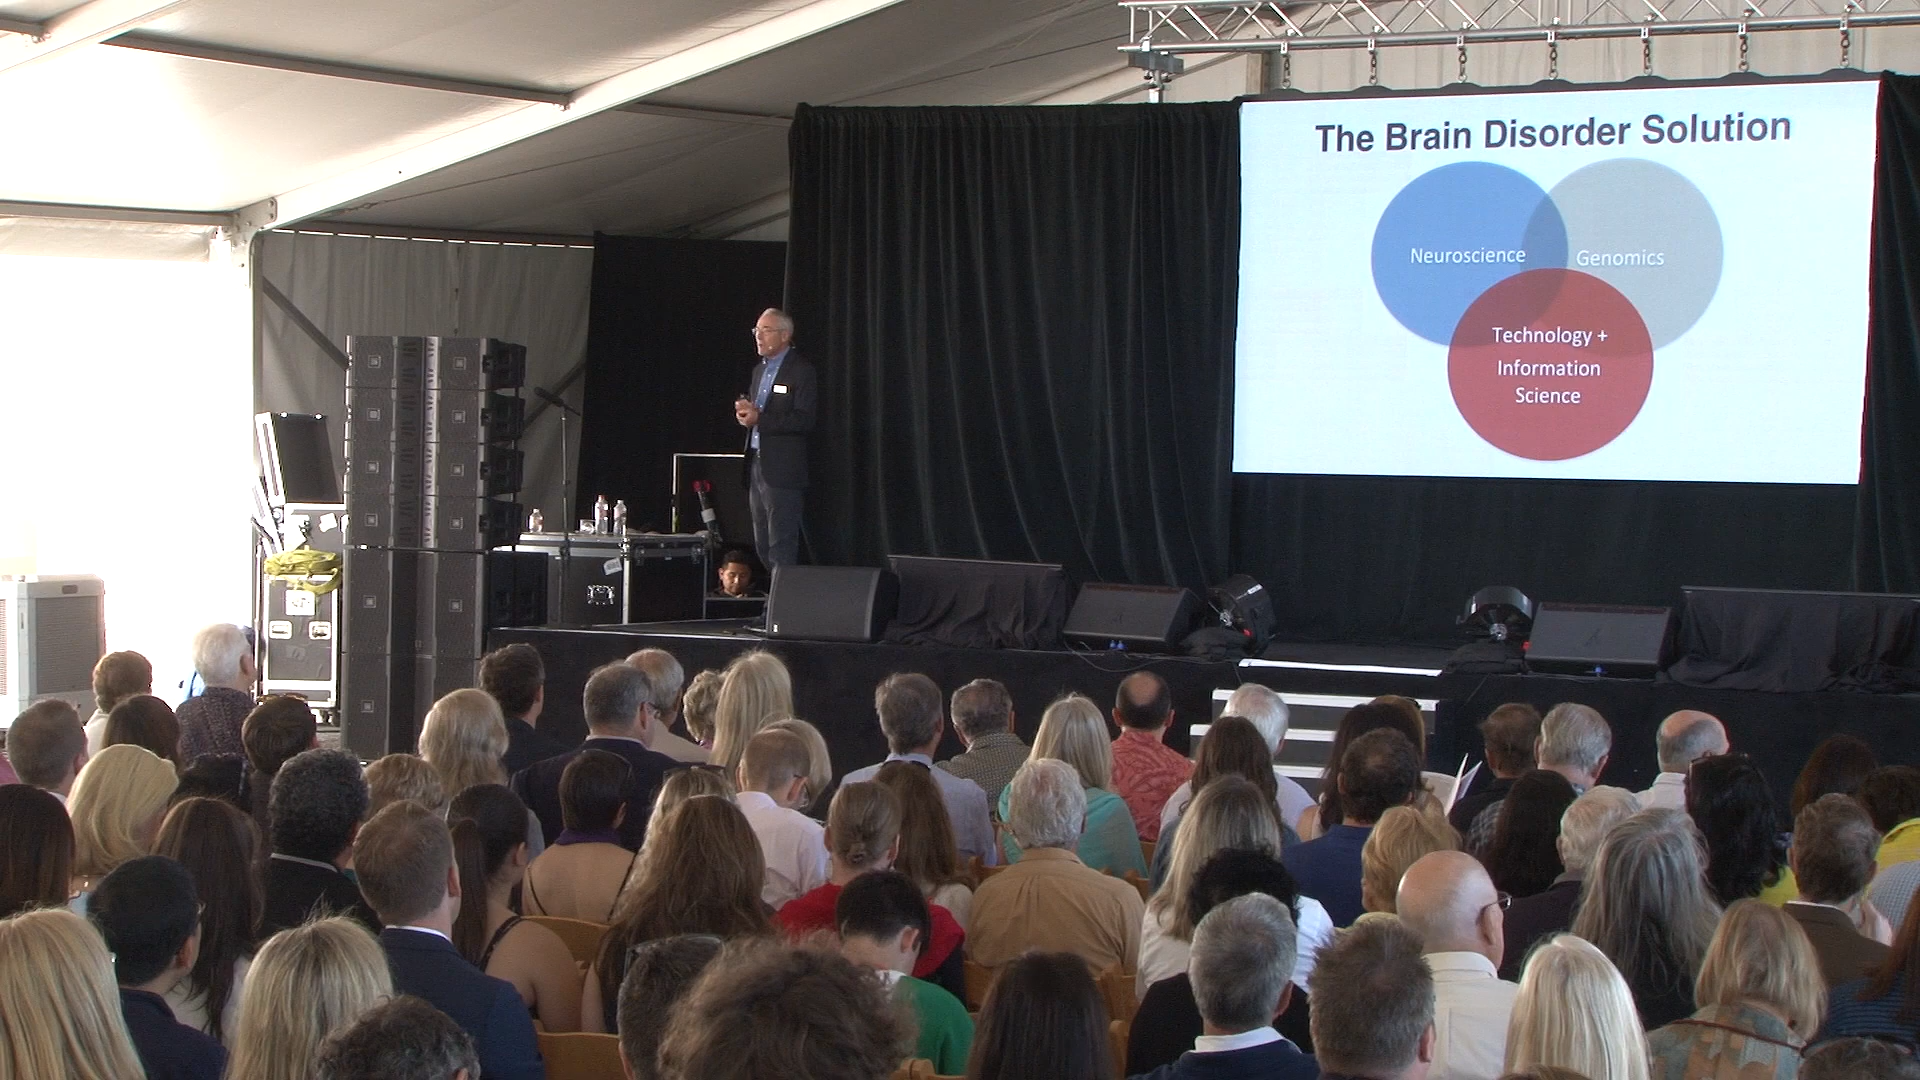 The Brain Disorder Solution
Neuroscience
Genomics
Technology +
Information
Science